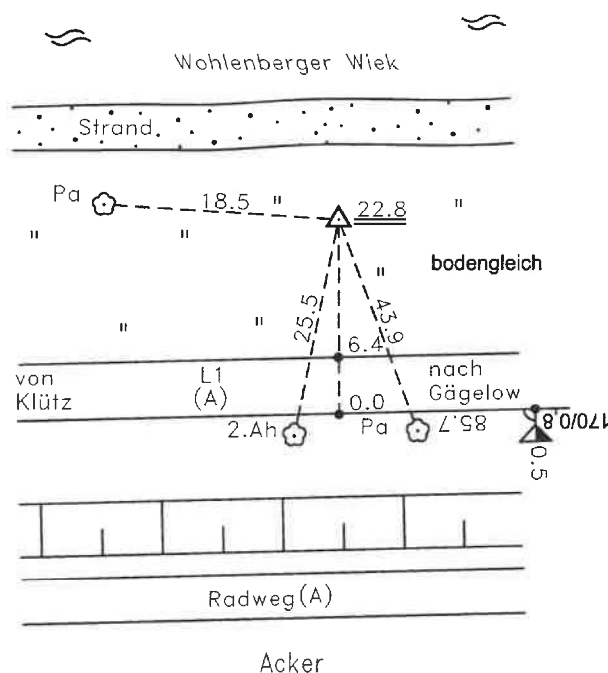 Wohlenberger Wiek
Strand
Pa
18.5
22.8
bodengleich
25.5
43.9
6.4
von
Klütz
L1
(A)
nach
Gägelow
0.0
2.Ah
Pa
85.7
170/0.8
0.5
Radweg(A)
Acker